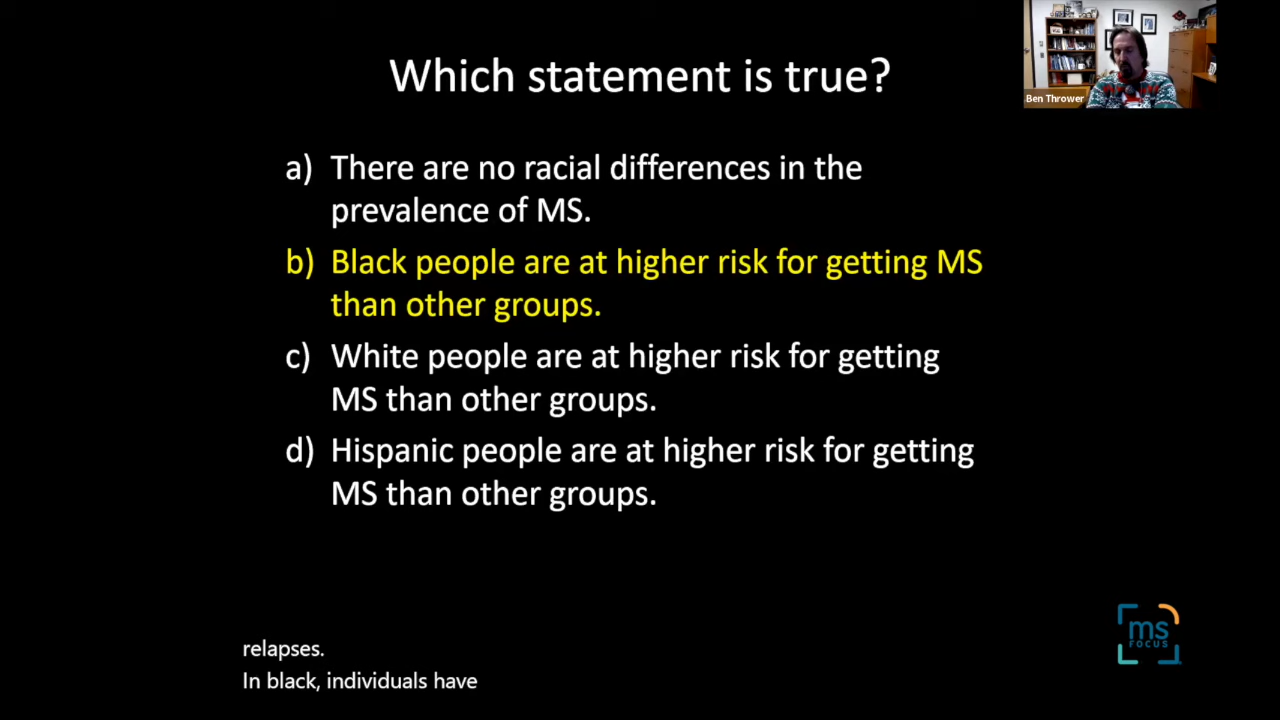 Which statement is true?
Ben Thrower
a) There are no racial differences in the
prevalence of MS.
b) Black people are at higher risk for getting MS
than other groups.
c) White people are at higher risk for getting
MS than other groups.
d) Hispanic people are at higher risk for getting
MS than other groups.
ms
FOCUS
relapses.
In black, individuals have